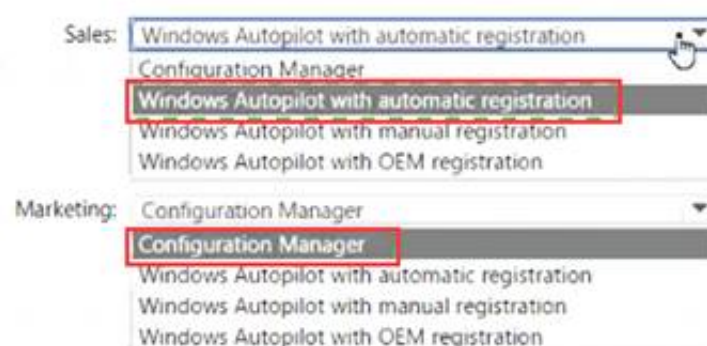 Sales: Windows Autopilot with automatic registration
Configuration Manager
Windows Autopilot with automatic registration
Windows Autopilot with manual registration
Windows Autopilot with OEM registration
Marketing: Configuration Manager
Configuration Manager
Windows Autopilot with automatic registration
Windows Autopilot with manual registration
Windows Autopilot with OEM registration